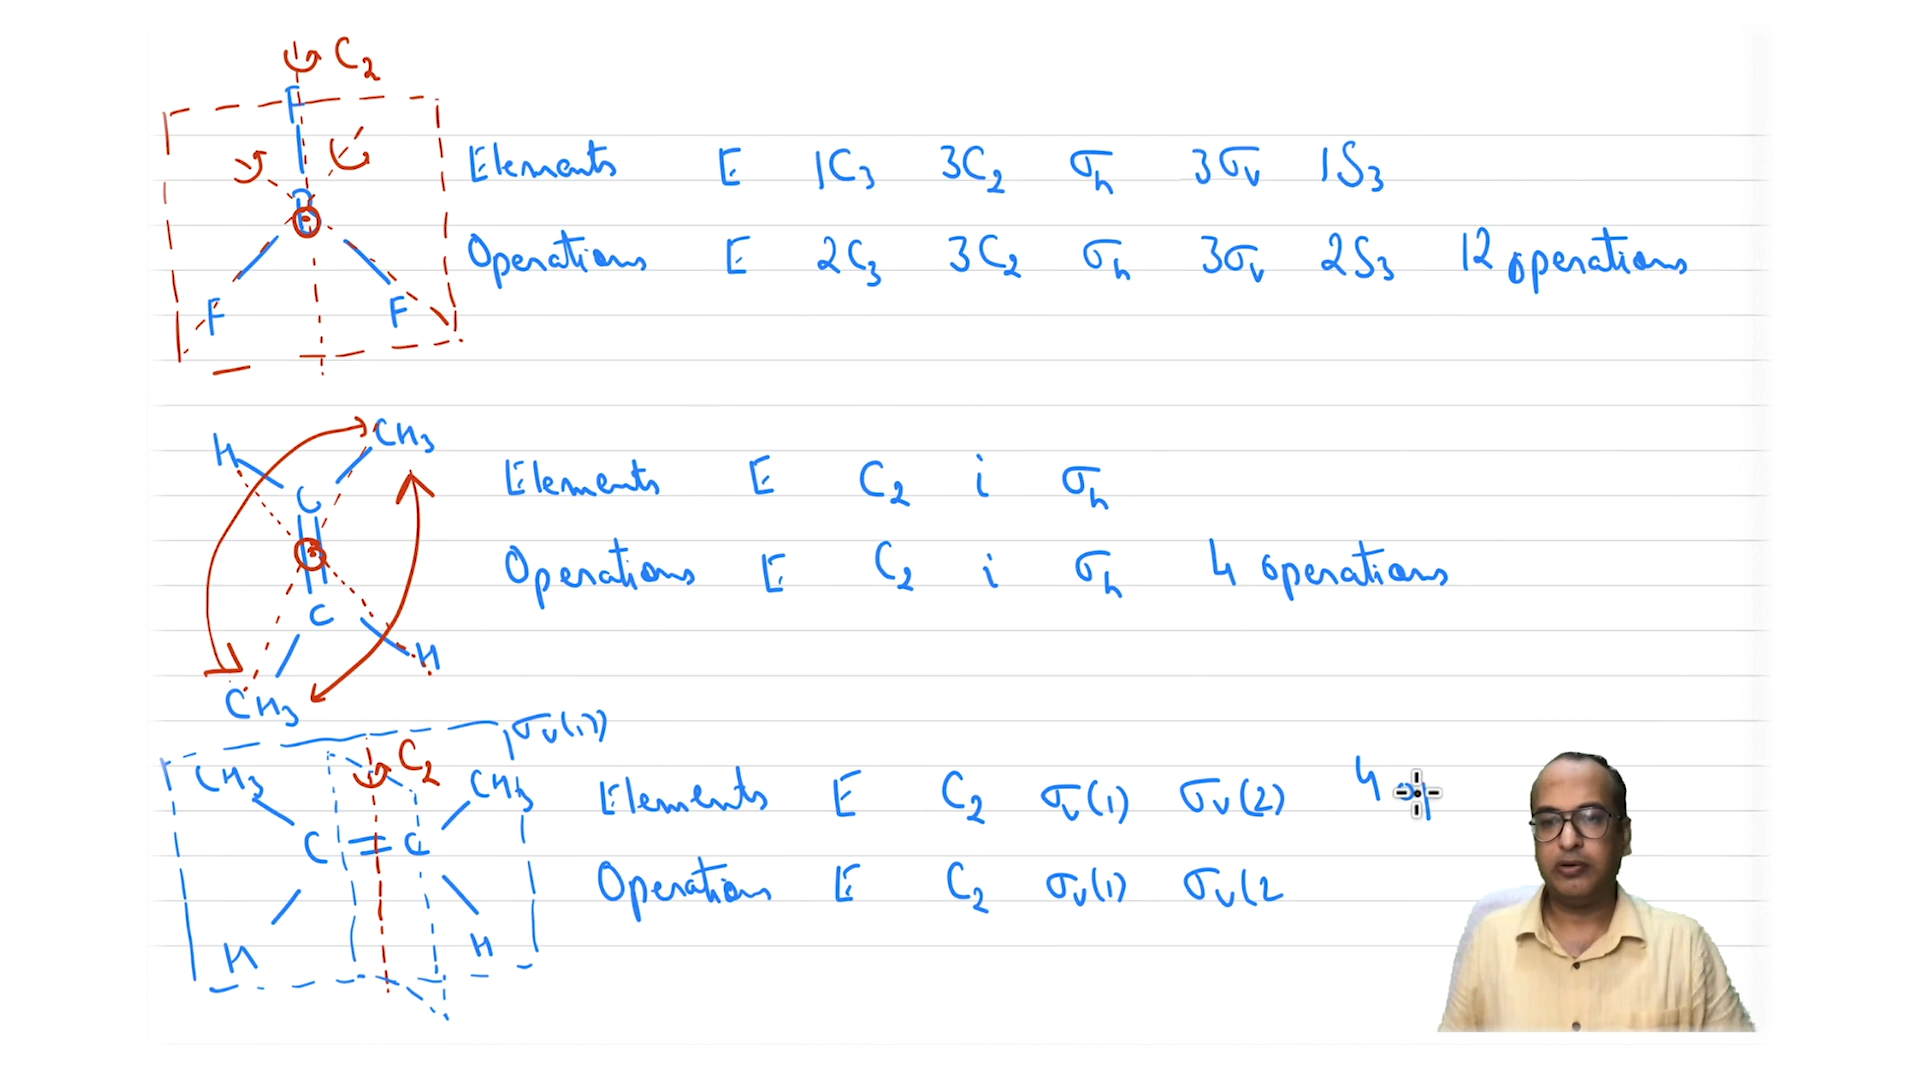 C₂
F
B
F F
Elements E 1C₃ 3C₂ σₕ 3σᵥ 1S₃
Operations E 2C₃ 3C₂ σₕ 3σᵥ 2S₃ 12 operations
H CH₃
C
C
CH₃ H
Elements E C₂ i σₕ
Operations E C₂ i σₕ 4 operations
σᵥ(1)
CH₃ C₂ CH₃
C = C
H H
Elements E C₂ σᵥ(1) σᵥ(2) 4 op
Operations E C₂ σᵥ(1) σᵥ(2